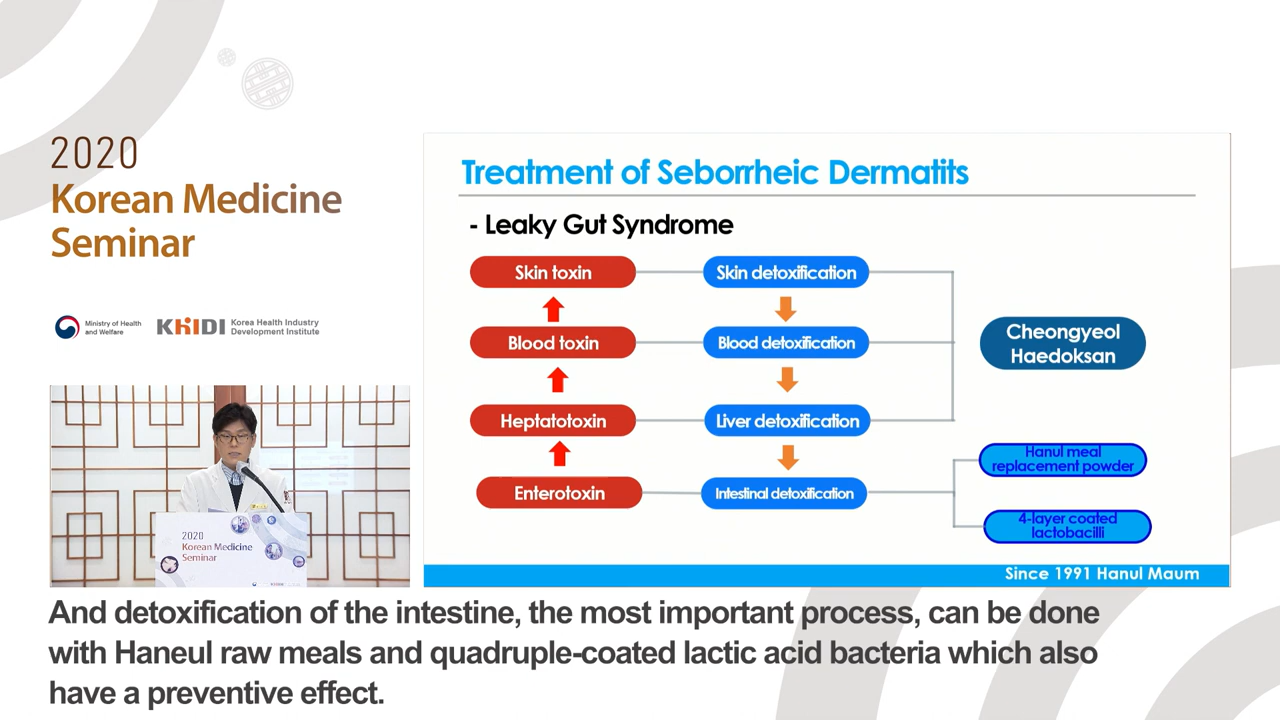 2020
Korean Medicine
Seminar
Ministry of Health
and Welfare
KHIDI
Korea Health Industry
Development Institute
2020
Korean Medicine
Seminar
Treatment of Seborrheic Dermatits
- Leaky Gut Syndrome
Skin toxin
Skin detoxification
Blood toxin
Blood detoxification
Cheongyeol
Haedoksan
Heptatotoxin
Liver detoxification
Hanul meal
replacement powder
Enterotoxin
Intestinal detoxification
4-layer coated
lactobacilli
Since 1991 Hanul Maum
And detoxification of the intestine, the most important process, can be done
with Haneul raw meals and quadruple-coated lactic acid bacteria which also
have a preventive effect.